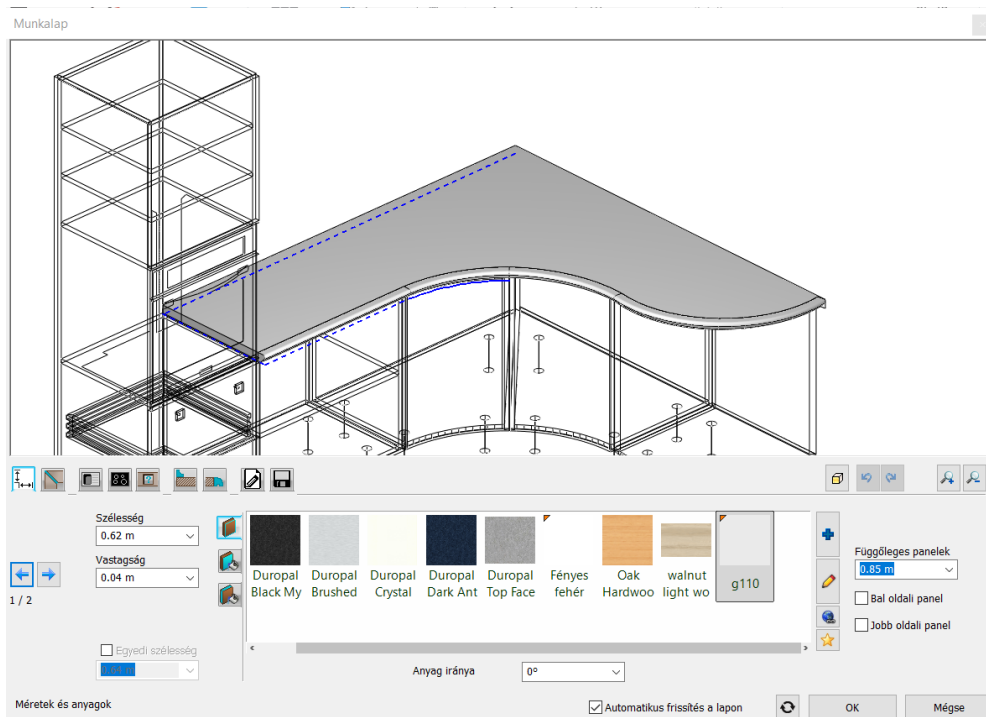 Munkalap
Szélesség
0.62 m
Vastagság
0.04 m
1 / 2
Egyedi szélesség
Duropal Black My
Duropal Brushed
Duropal Crystal
Duropal Dark Ant
Duropal Top Face
Fényes fehér
Oak Hardwoo
walnut light wo
g110
Anyag iránya
0°
Függőleges panelek
0.85 m
Bal oldali panel
Jobb oldali panel
Méretek és anyagok
Automatikus frissítés a lapon
OK
Mégse